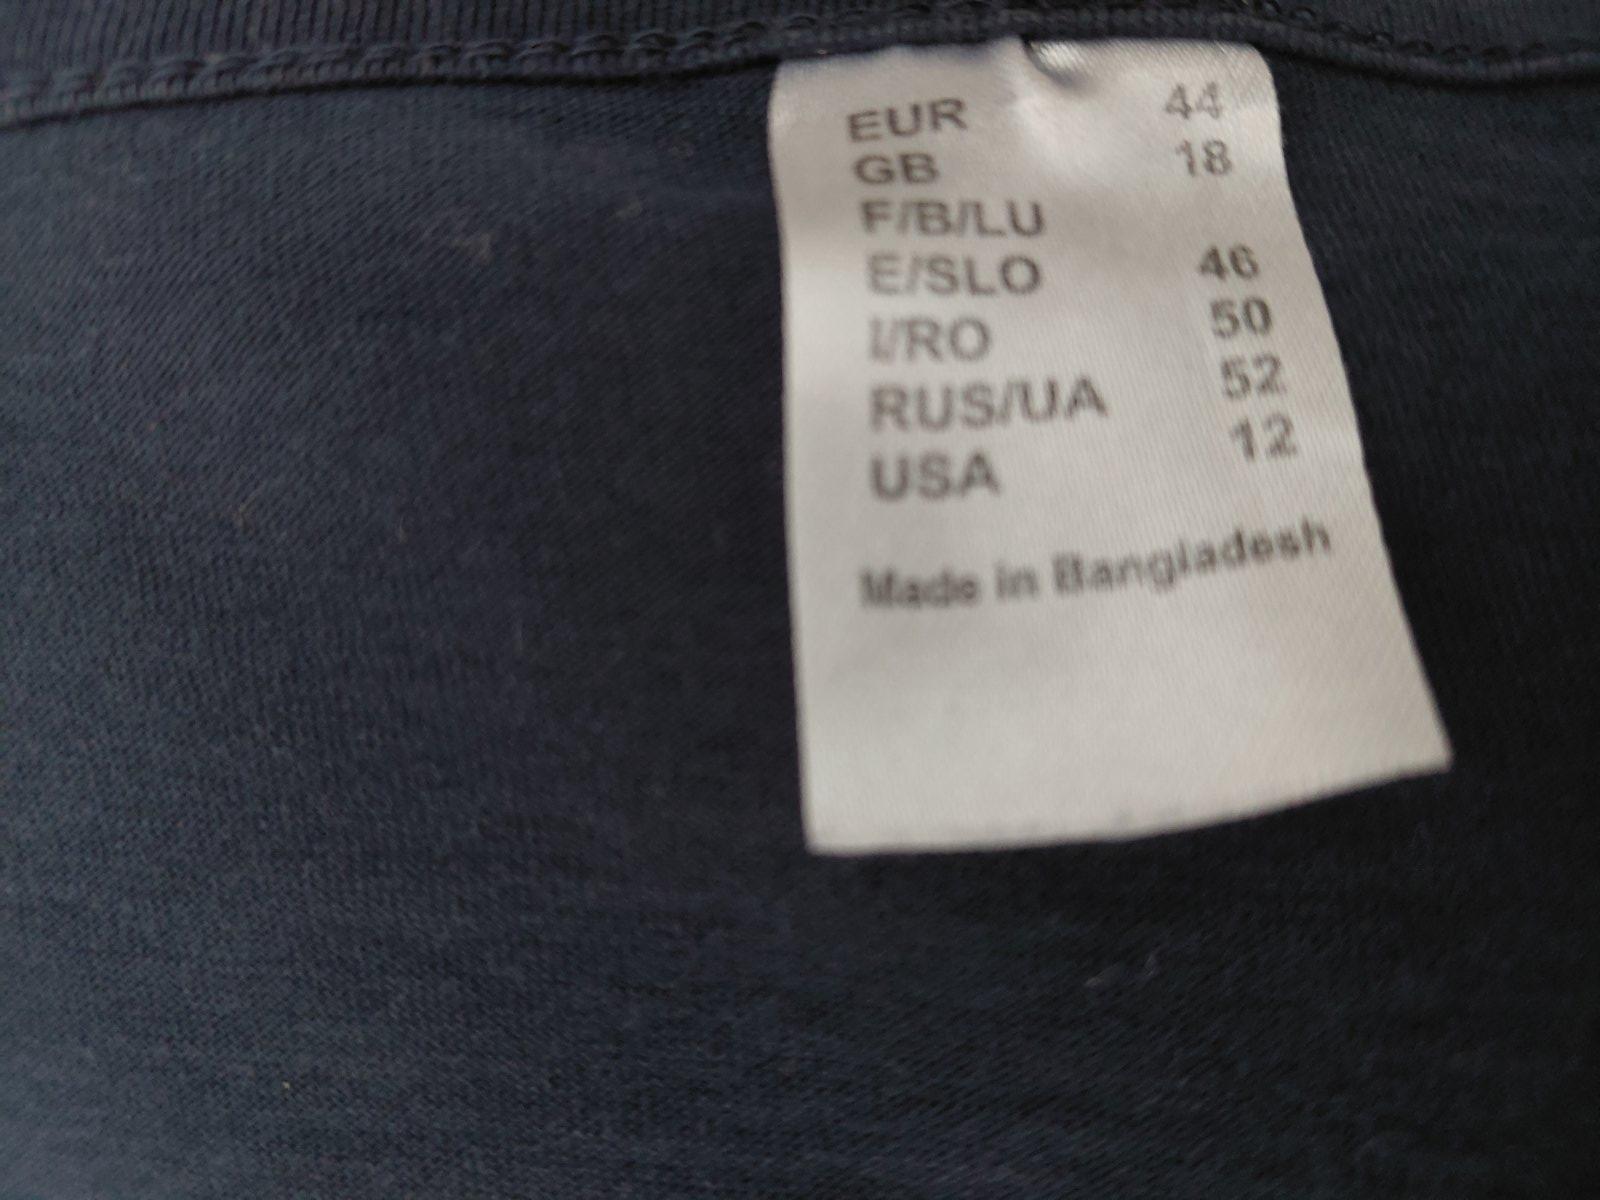 EUR 44
GB 18
F/B/LU
E/SLO 46
I/RO 50
RUS/UA 52
USA 12
Made in Bangladesh